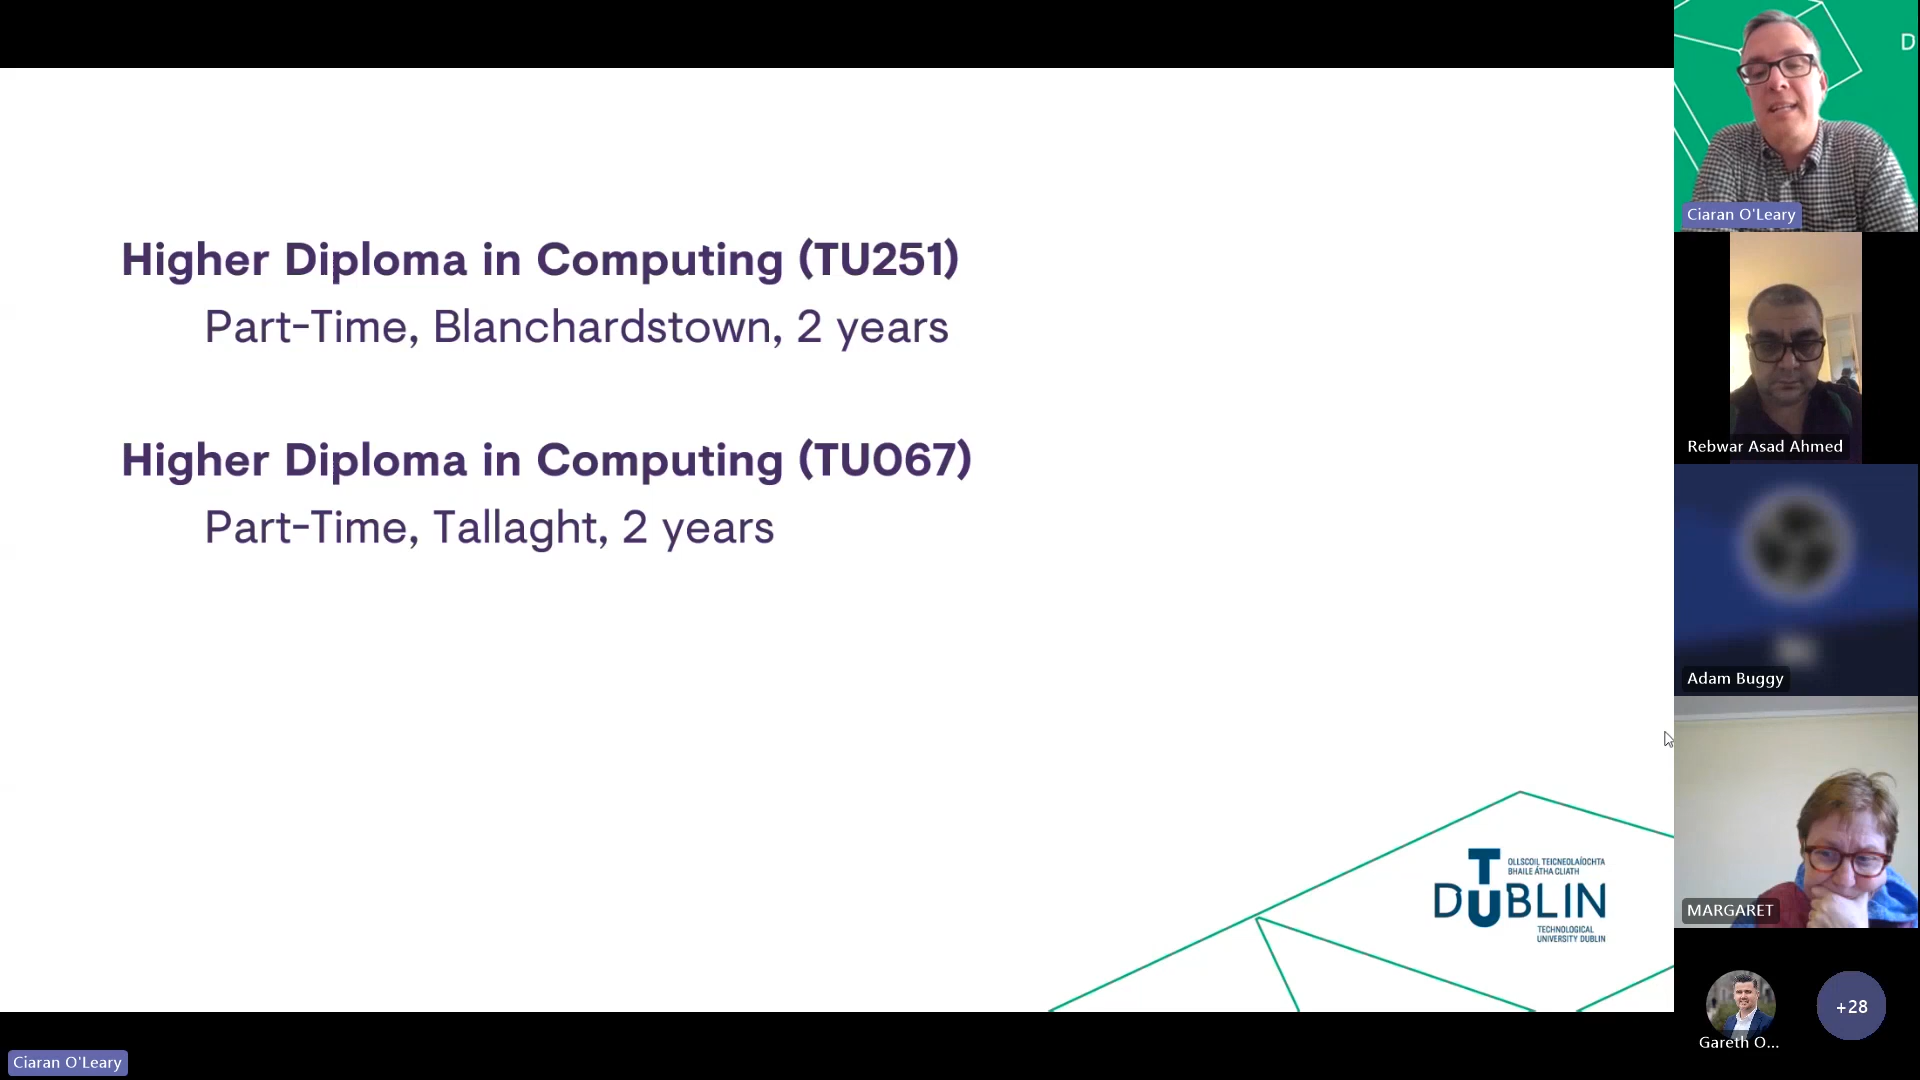 Higher Diploma in Computing (TU251)
Part-Time, Blanchardstown, 2 years
Higher Diploma in Computing (TU067)
Part-Time, Tallaght, 2 years
OLLSCOIL TEICNEOLAÍOCHTA
BHAILE ÁTHA CLIATH
TU DUBLIN
TECHNOLOGICAL
UNIVERSITY DUBLIN
D
Ciaran O'Leary
Rebwar Asad Ahmed
Adam Buggy
MARGARET
Gareth O...
+28
Ciaran O'Leary